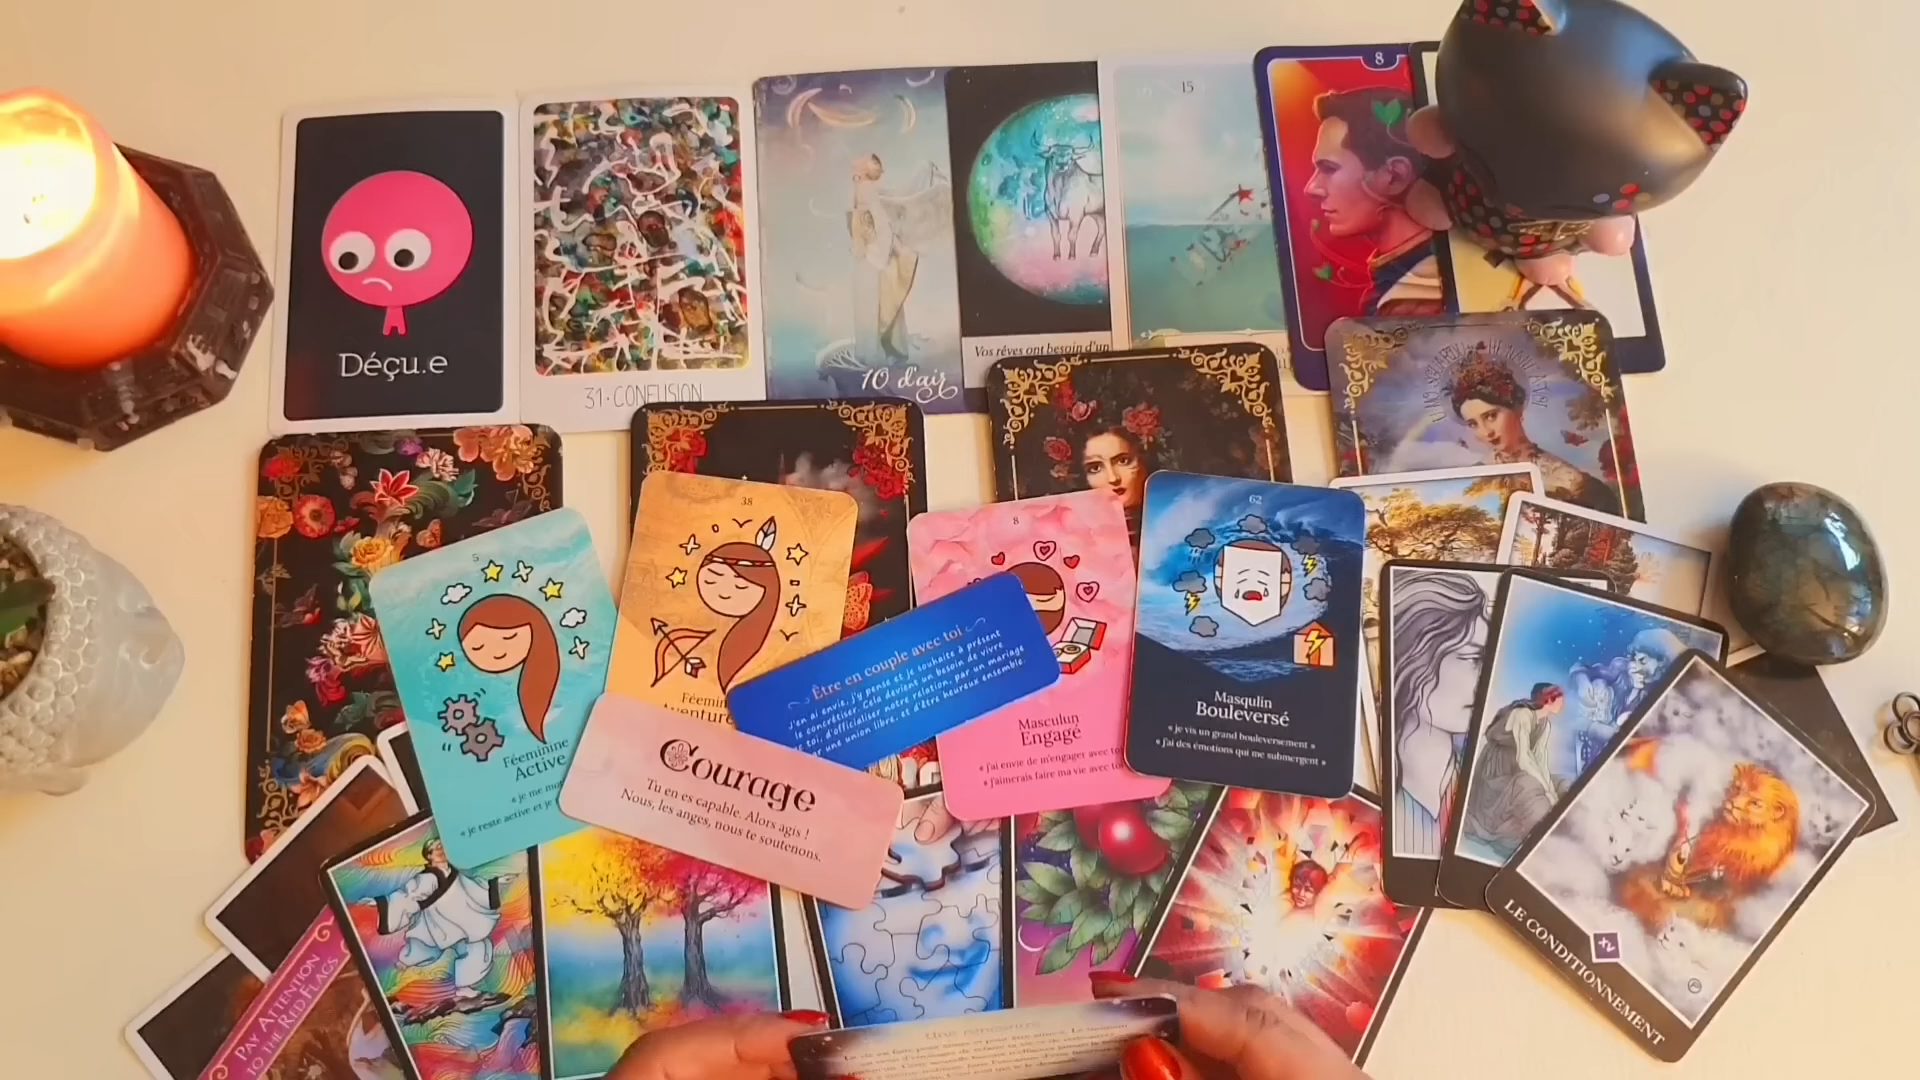 Déçu.e
31·CONFUSION
10 d'air
Vos rêves ont besoin d'un
15
8
5
Féeminine
Active
« je me mo
« je reste active et je
38
Féemin
Aventure
8
Masculun
Engagé
« j'ai envie de m'engager avec to
« j'aimerais faire ma vie avec to
62
Masqulin
Bouleversé
« je vis un grand bouleversement »
« j'ai des émotions qui me submergent »
Être en couple avec toi
J'en ai envie, j'y pense et je souhaite à présent
le concrétiser. Cela devient un besoin de vivre
toi, d'officialiser notre relation, par un mariage
ar une union libre, et d'être heureux ensemble.
Courage
Tu en es capable. Alors agis !
Nous, les anges, nous te soutenons.
PAY ATTENTION
TO THE RED FLAGS
XV
LE CONDITIONNEMENT
Une rencontre